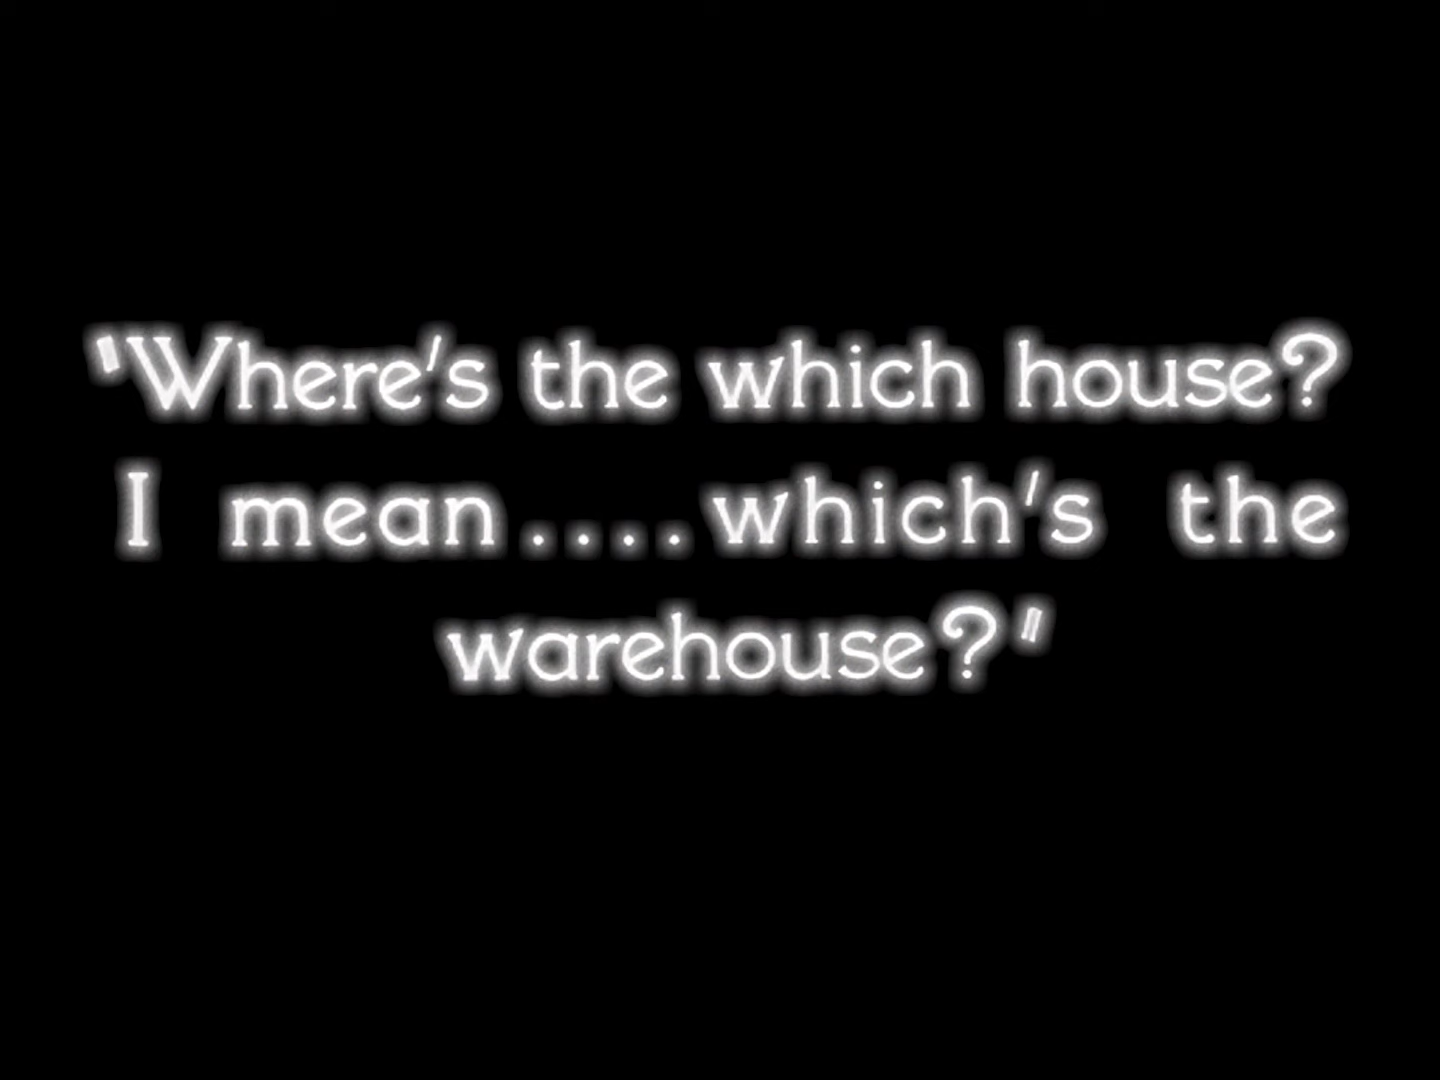 "Where's the which house?
I mean....which's the
warehouse?"